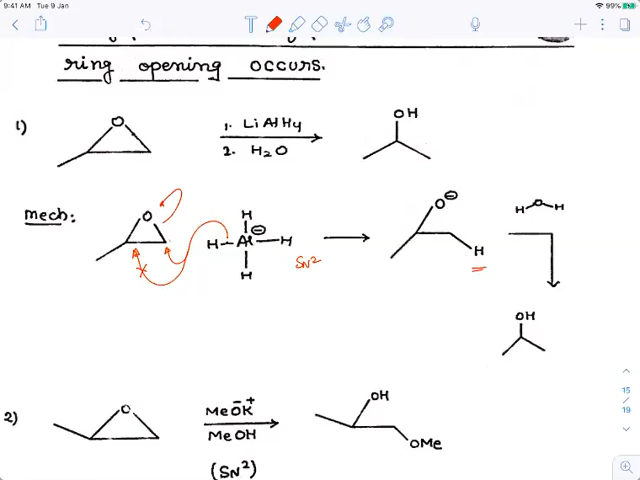 9:41 AM Tue 9 Jan
99%
ring opening occurs.
1)
O
1. LiAlH4
2. H2O
OH
mech:
O
H Al H
H
H
⊖
SN2
O⊖
H
H O H
OH
2)
O
MeO⁻K⁺
MeOH
(SN2)
OH
OMe
15
/
19